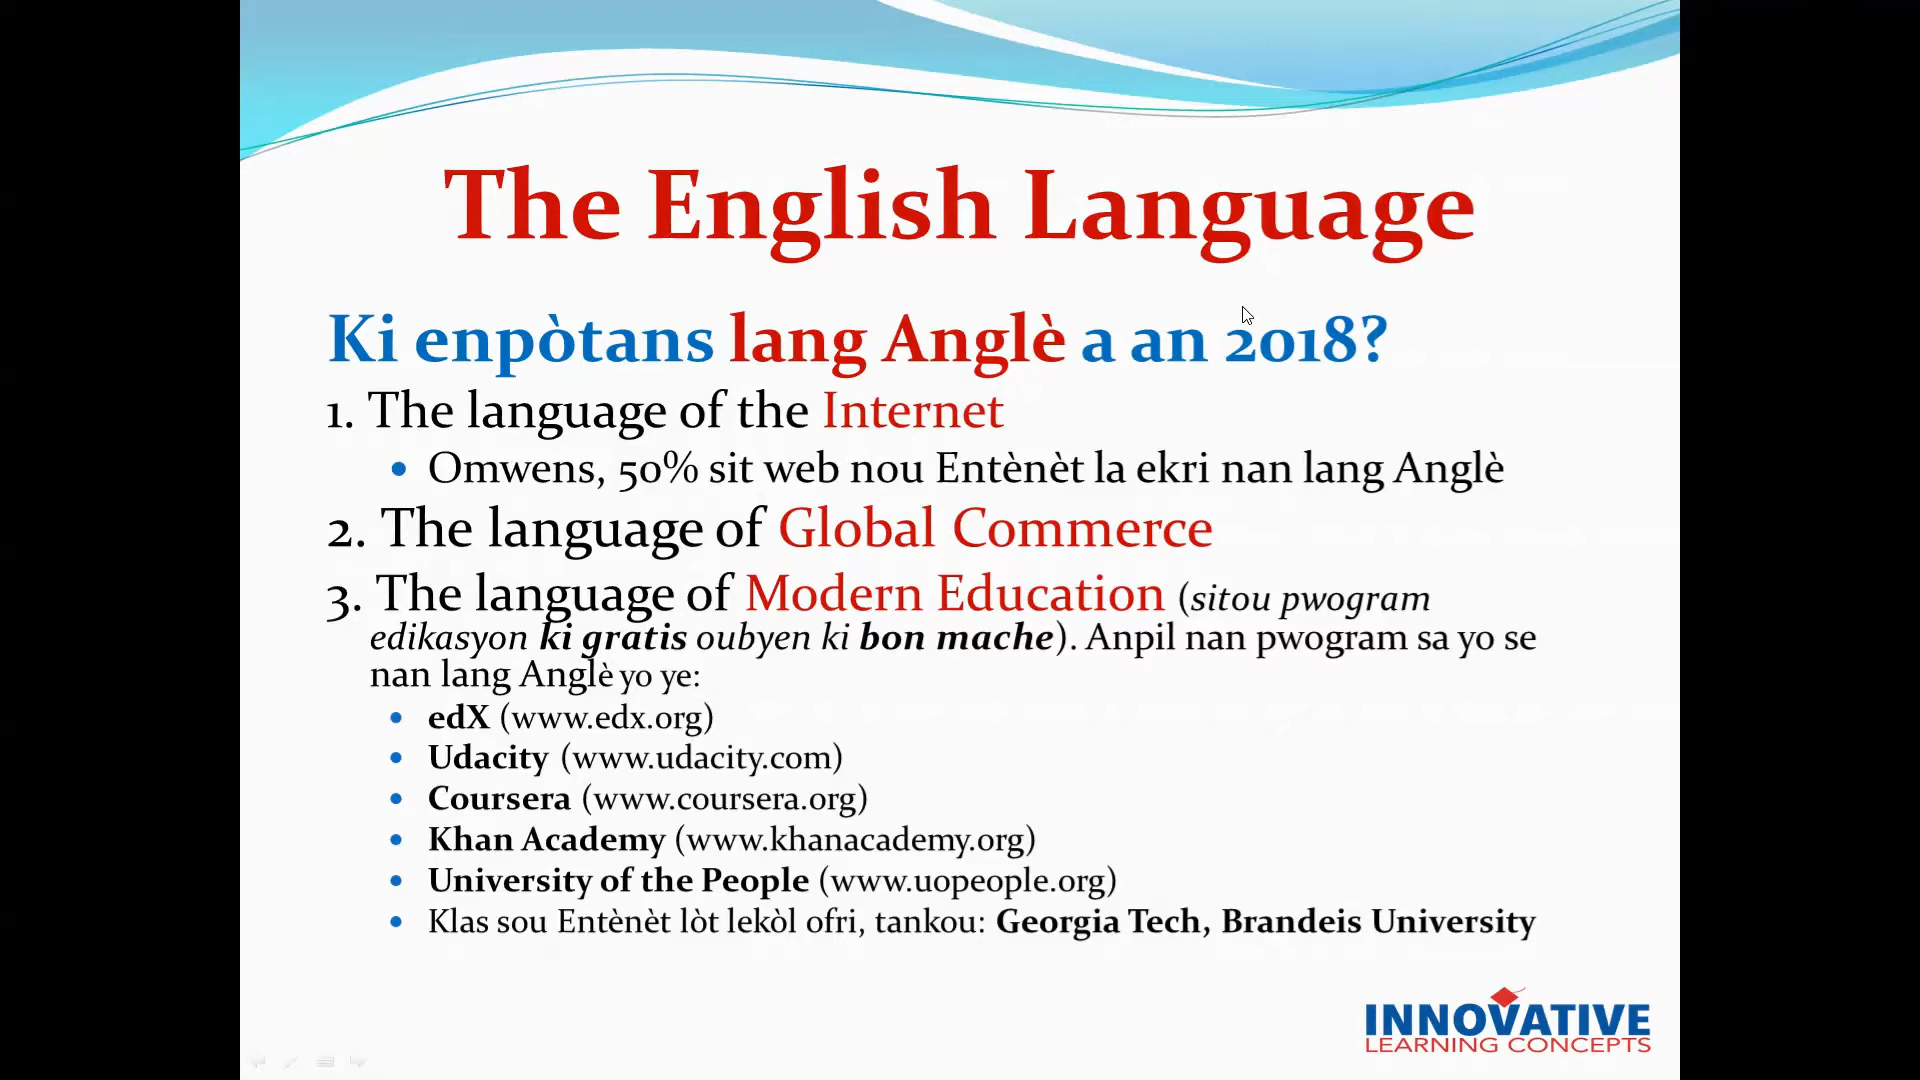 The English Language
Ki enpòtans lang Anglè a an 2018?
1. The language of the Internet
• Omwens, 50% sit web nou Entènèt la ekri nan lang Anglè
2. The language of Global Commerce
3. The language of Modern Education (sitou pwogram
edikasyon ki gratis oubyen ki bon mache). Anpil nan pwogram sa yo se
nan lang Anglè yo ye:
• edX (www.edx.org)
• Udacity (www.udacity.com)
• Coursera (www.coursera.org)
• Khan Academy (www.khanacademy.org)
• University of the People (www.uopeople.org)
• Klas sou Entènèt lòt lekòl ofri, tankou: Georgia Tech, Brandeis University
INNOVATIVE
LEARNING CONCEPTS